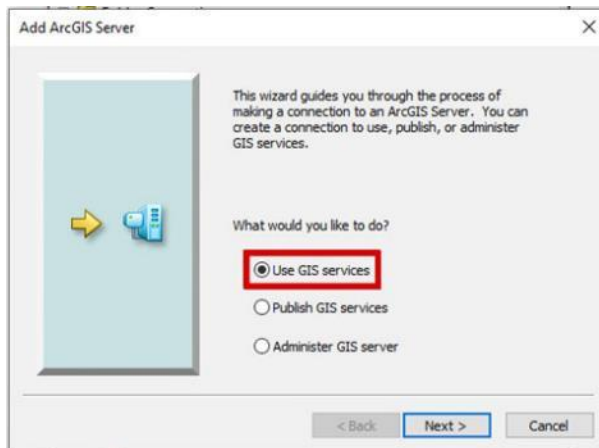 Add ArcGIS Server
This wizard guides you through the process of
making a connection to an ArcGIS Server. You can
create a connection to use, publish, or administer
GIS services.
What would you like to do?
Use GIS services
Publish GIS services
Administer GIS server
< Back Next > Cancel